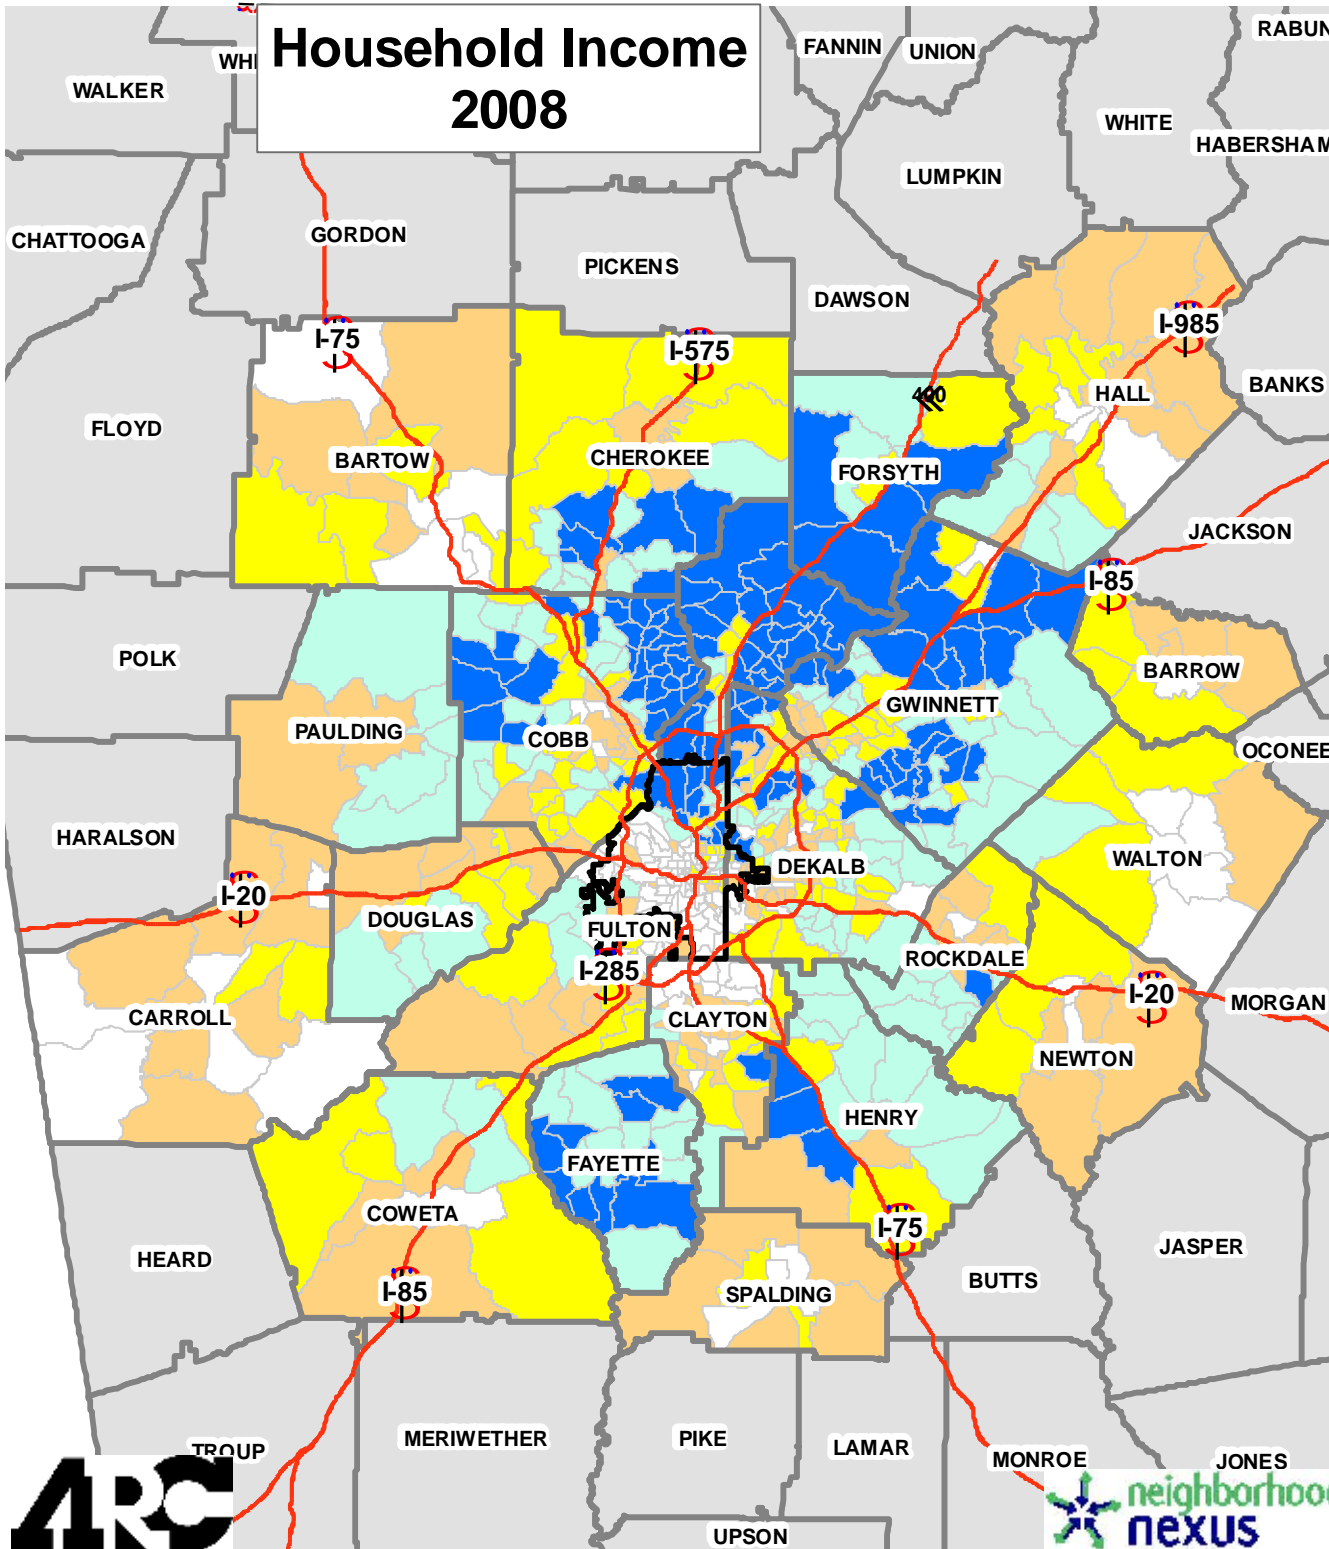 Household Income
2008
FANNIN
UNION
RABUN
WALKER
WHI
WHITE
HABERSHAM
LUMPKIN
CHATTOOGA
GORDON
PICKENS
DAWSON
I-75
I-575
I-985
BANKS
HALL
400
FLOYD
BARTOW
CHEROKEE
FORSYTH
JACKSON
I-85
POLK
BARROW
PAULDING
COBB
GWINNETT
OCONEE
HARALSON
WALTON
DEKALB
I-20
DOUGLAS
FULTON
ROCKDALE
I-285
I-20
MORGAN
CARROLL
CLAYTON
NEWTON
HENRY
FAYETTE
COWETA
I-75
JASPER
HEARD
BUTTS
I-85
SPALDING
MERIWETHER
PIKE
LAMAR
TROUP
MONROE
JONES
ARC
neighborhoo
nexus
UPSON